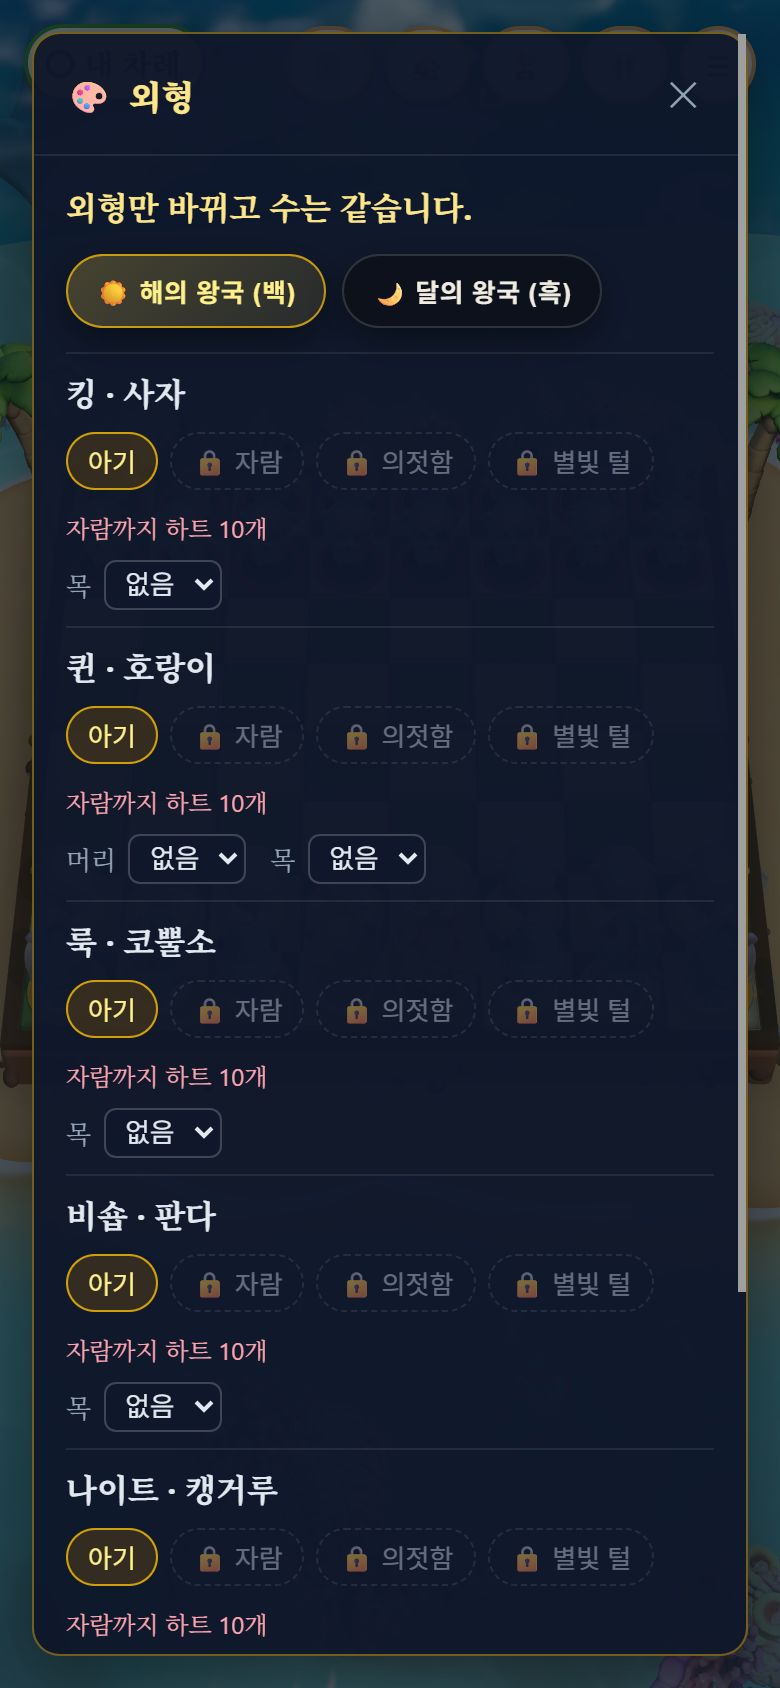 외형
외형만 바뀌고 수는 같습니다.
해의 왕국 (백) 달의 왕국 (흑)
킹 · 사자
아기 자람 의젓함 별빛 털
자람까지 하트 10개
목 없음
퀸 · 호랑이
아기 자람 의젓함 별빛 털
자람까지 하트 10개
머리 없음 목 없음
룩 · 코뿔소
아기 자람 의젓함 별빛 털
자람까지 하트 10개
목 없음
비숍 · 판다
아기 자람 의젓함 별빛 털
자람까지 하트 10개
목 없음
나이트 · 캥거루
아기 자람 의젓함 별빛 털
자람까지 하트 10개